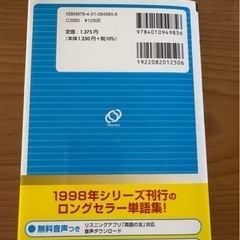 ISBN978-4-01-094985-6
C2082 ¥1250E
定価：1,375円
（本体1,250円＋税10%）
9784010949856
1922082012506
Obunsha
1998年シリーズ刊行の
ロングセラー単語集！
無料音声つき
リスニングアプリ「英語の友」対応
音声ダウンロード